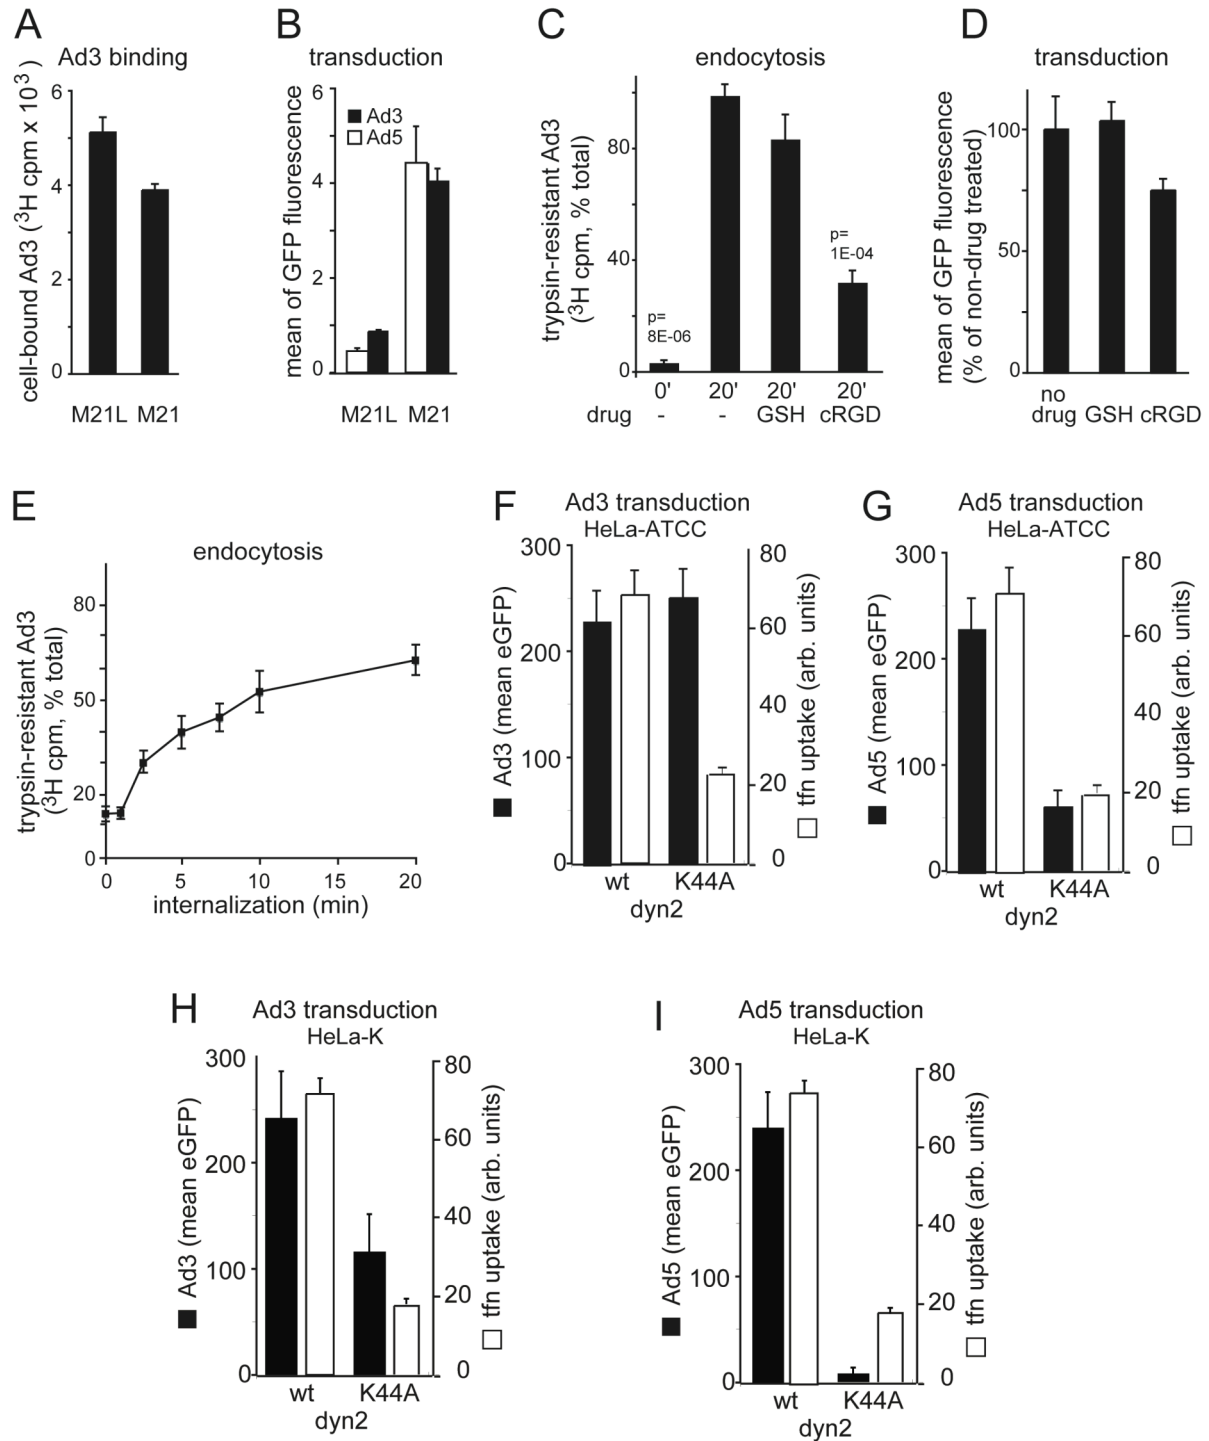 A
Ad3 binding
cell-bound Ad3 (³H cpm x 10³)
6
4
2
0
M21L M21
B
transduction
mean of GFP fluorescence
6
4
2
0
Ad3
Ad5
M21L M21
C
endocytosis
trypsin-resistant Ad3
(³H cpm, % total)
80
40
0
p=
8E-06
p=
1E-04
0' 20' 20' 20'
drug - - GSH cRGD
D
transduction
mean of GFP fluorescence
(% of non-drug treated)
100
50
0
no
drug GSH cRGD
E
endocytosis
trypsin-resistant Ad3
(³H cpm, % total)
80
50
20
0
0 5 10 15 20
internalization (min)
F
Ad3 transduction
HeLa-ATCC
Ad3 (mean eGFP)
300
200
100
0
80
60
40
20
0
tfn uptake (arb. units)
wt K44A
dyn2
G
Ad5 transduction
HeLa-ATCC
Ad5 (mean eGFP)
300
200
100
0
80
60
40
20
0
tfn uptake (arb. units)
wt K44A
dyn2
H
Ad3 transduction
HeLa-K
Ad3 (mean eGFP)
300
200
100
0
80
60
40
20
0
tfn uptake (arb. units)
wt K44A
dyn2
I
Ad5 transduction
HeLa-K
Ad5 (mean eGFP)
300
200
100
0
80
60
40
20
0
tfn uptake (arb. units)
wt K44A
dyn2